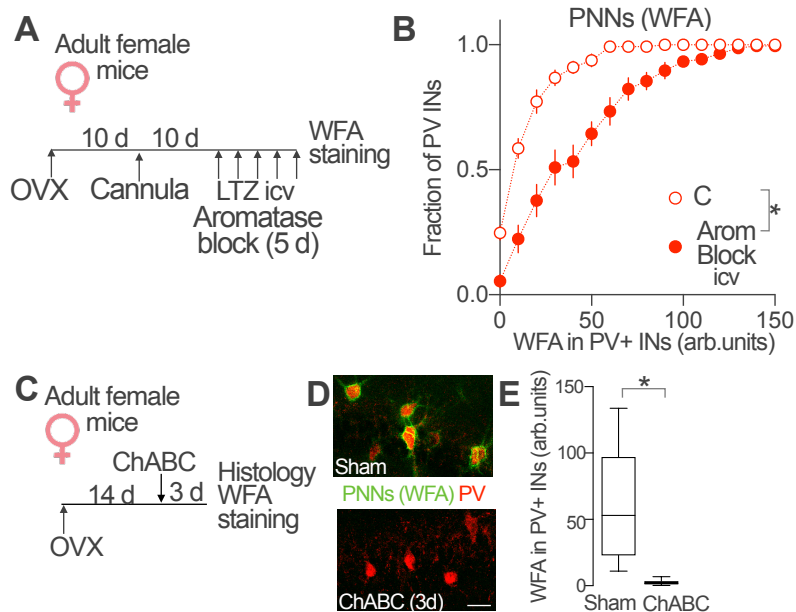 A
Adult female
mice
10 d
10 d
WFA
staining
OVX
Cannula
LTZ icv
Aromatase
block (5 d)
B
PNNs (WFA)
Fraction of PV INs
1.0
0.5
0.0
C
Arom
Block
icv
*
0
50
100
150
WFA in PV+ INs (arb.units)
C
Adult female
mice
ChABC
14 d
3 d
Histology
WFA
staining
OVX
D
Sham
PNNs (WFA) PV
ChABC (3d)
E
WFA in PV+ INs (arb.units)
150
100
50
0
*
Sham ChABC